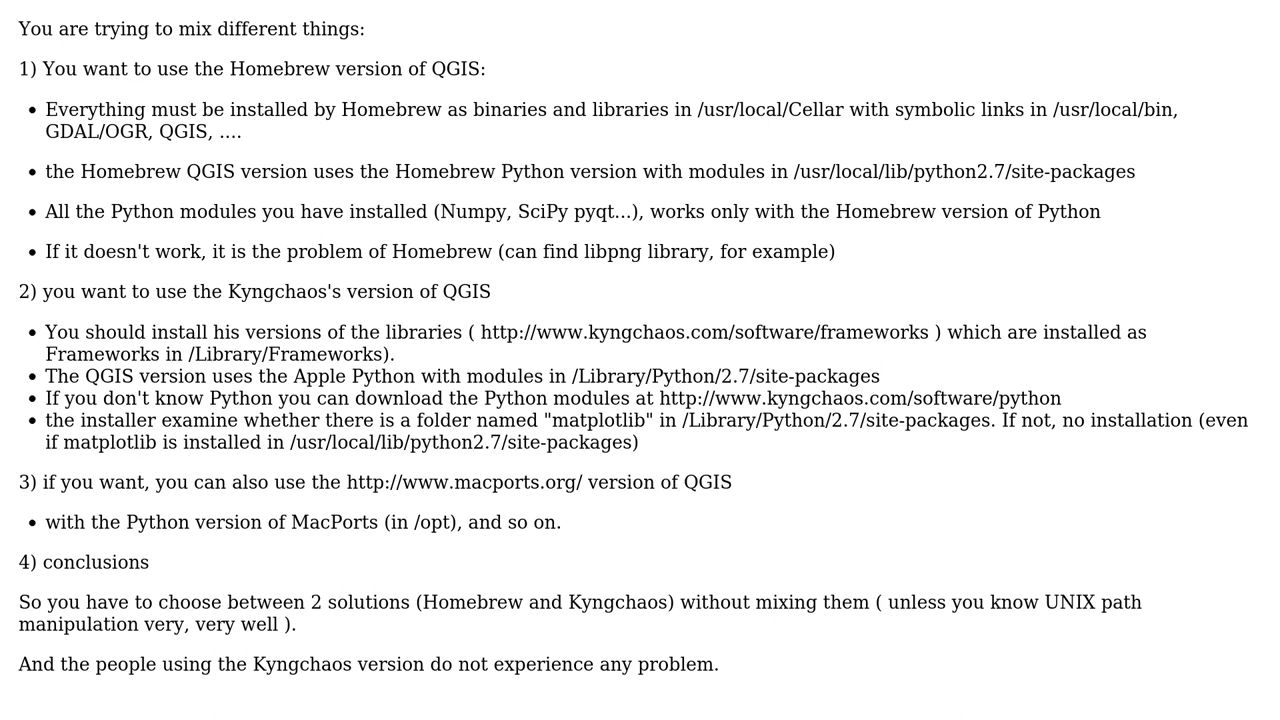 You are trying to mix different things:
1) You want to use the Homebrew version of QGIS:
• Everything must be installed by Homebrew as binaries and libraries in /usr/local/Cellar with symbolic links in /usr/local/bin,
GDAL/OGR, QGIS, ....
• the Homebrew QGIS version uses the Homebrew Python version with modules in /usr/local/lib/python2.7/site-packages
• All the Python modules you have installed (Numpy, SciPy pyqt...), works only with the Homebrew version of Python
• If it doesn't work, it is the problem of Homebrew (can find libpng library, for example)
2) you want to use the Kyngchaos's version of QGIS
• You should install his versions of the libraries ( http://www.kyngchaos.com/software/frameworks ) which are installed as
Frameworks in /Library/Frameworks).
• The QGIS version uses the Apple Python with modules in /Library/Python/2.7/site-packages
• If you don't know Python you can download the Python modules at http://www.kyngchaos.com/software/python
• the installer examine whether there is a folder named "matplotlib" in /Library/Python/2.7/site-packages. If not, no installation (even
if matplotlib is installed in /usr/local/lib/python2.7/site-packages)
3) if you want, you can also use the http://www.macports.org/ version of QGIS
• with the Python version of MacPorts (in /opt), and so on.
4) conclusions
So you have to choose between 2 solutions (Homebrew and Kyngchaos) without mixing them ( unless you know UNIX path
manipulation very, very well ).
And the people using the Kyngchaos version do not experience any problem.